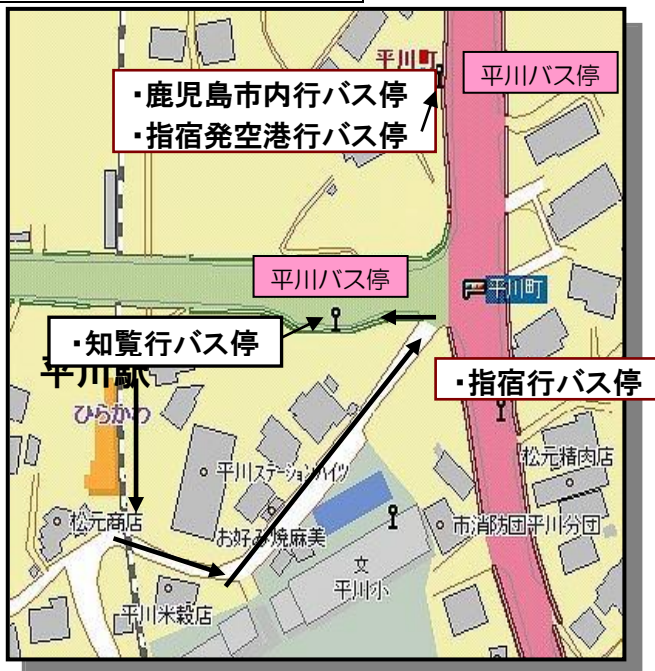 平川町
平川バス停
・鹿児島市内行バス停
・指宿発空港行バス停
平川バス停
平川町
・知覧行バス停
平川駅
ひらかわ
・指宿行バス停
松元精肉店
平川ステーションハイツ
松元商店
お好み焼麻美
市消防団平川分団
文
平川小
平川米穀店